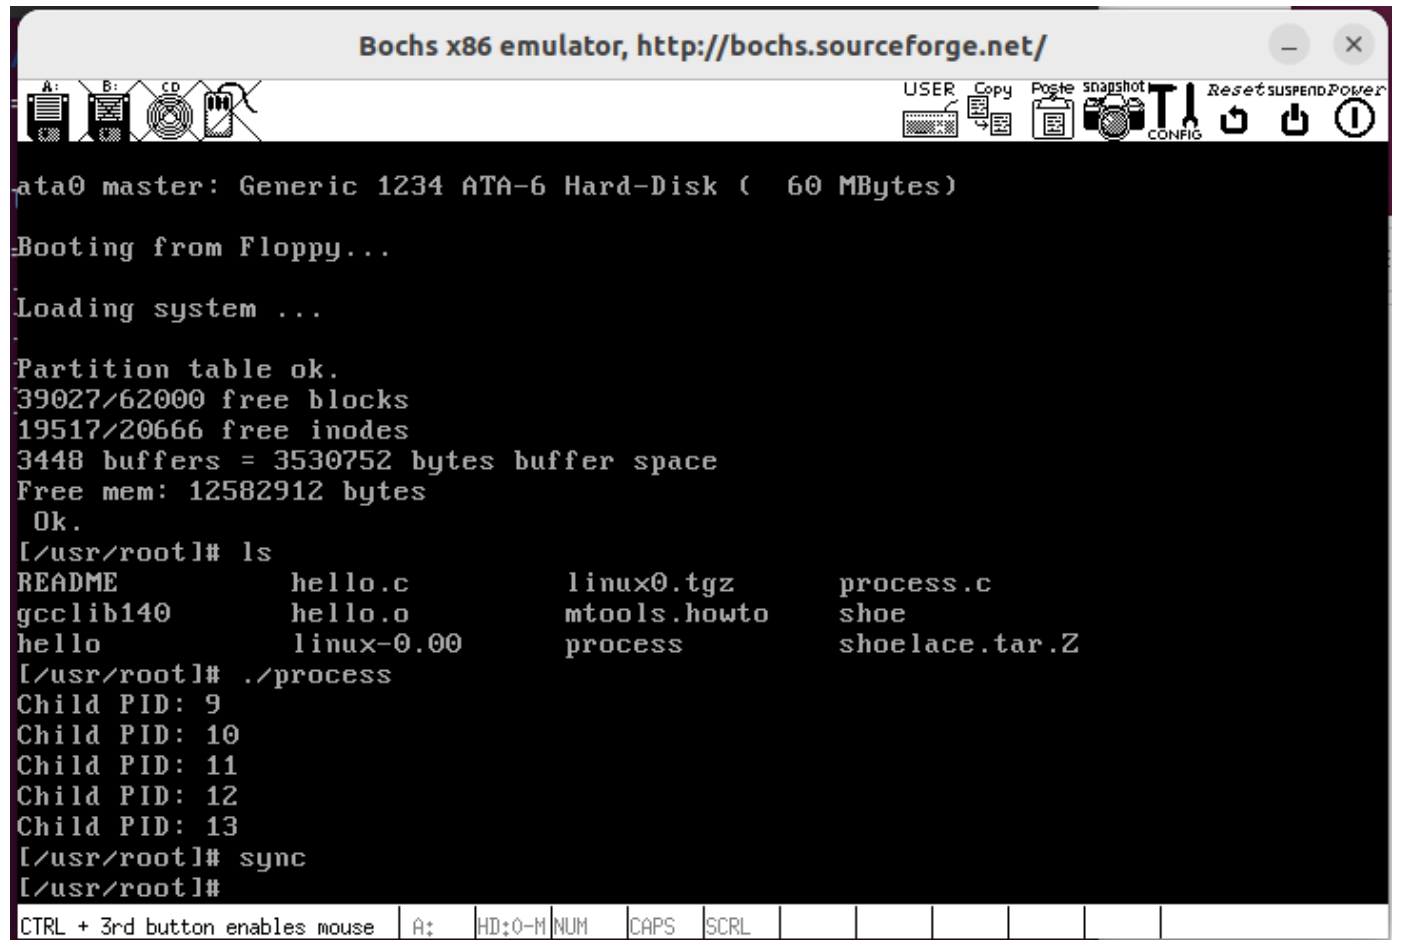 Bochs x86 emulator, http://bochs.sourceforge.net/
A: B: CD USER Copy Paste snapshot CONFIG Reset SUSPEND Power
ata0 master: Generic 1234 ATA-6 Hard-Disk (  60 MBytes)
Booting from Floppy...
Loading system ...
Partition table ok.
39027/62000 free blocks
19517/20666 free inodes
3448 buffers = 3530752 bytes buffer space
Free mem: 12582912 bytes
 Ok.
[/usr/root]# ls
README          hello.c         linux0.tgz      process.c
gcclib140       hello.o         mtools.howto    shoe
hello           linux-0.00      process         shoelace.tar.Z
[/usr/root]# ./process
Child PID: 9
Child PID: 10
Child PID: 11
Child PID: 12
Child PID: 13
[/usr/root]# sync
[/usr/root]#
CTRL + 3rd button enables mouse A: HD:0-M NUM CAPS SCRL